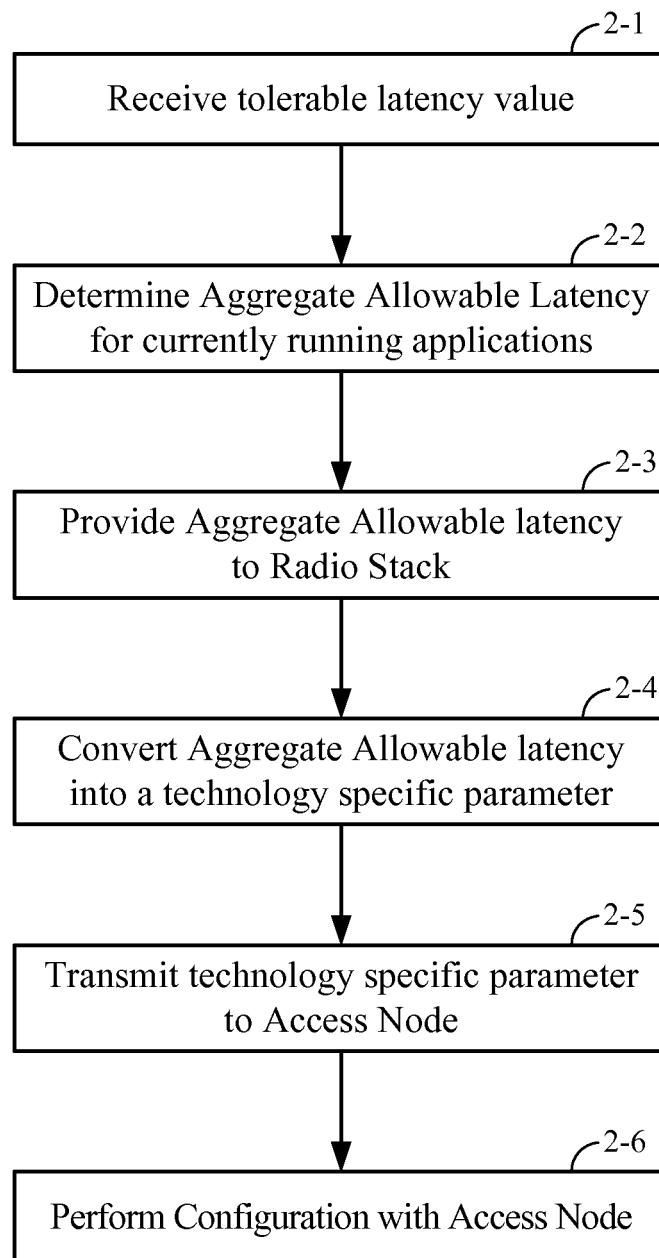 2-1
Receive tolerable latency value
2-2
Determine Aggregate Allowable Latency
for currently running applications
2-3
Provide Aggregate Allowable latency
to Radio Stack
2-4
Convert Aggregate Allowable latency
into a technology specific parameter
2-5
Transmit technology specific parameter
to Access Node
2-6
Perform Configuration with Access Node